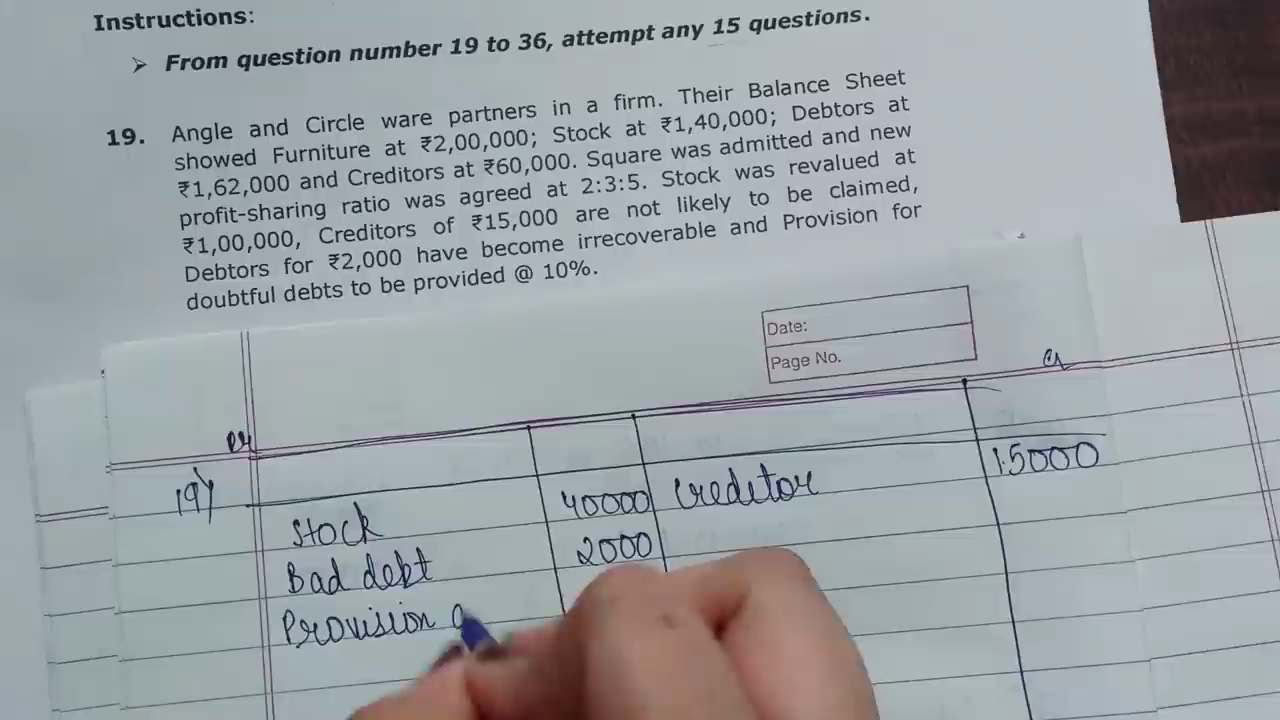 Instructions:
➢ From question number 19 to 36, attempt any 15 questions.
19. Angle and Circle ware partners in a firm. Their Balance Sheet
showed Furniture at ₹2,00,000; Stock at ₹1,40,000; Debtors at
₹1,62,000 and Creditors at ₹60,000. Square was admitted and new
profit-sharing ratio was agreed at 2:3:5. Stock was revalued at
₹1,00,000, Creditors of ₹15,000 are not likely to be claimed,
Debtors for ₹2,000 have become irrecoverable and Provision for
doubtful debts to be provided @ 10%.
Date:
Page No.
Dr Cr
19) Stock 40000 Creditor 15000
Bad debt 2000
Provision